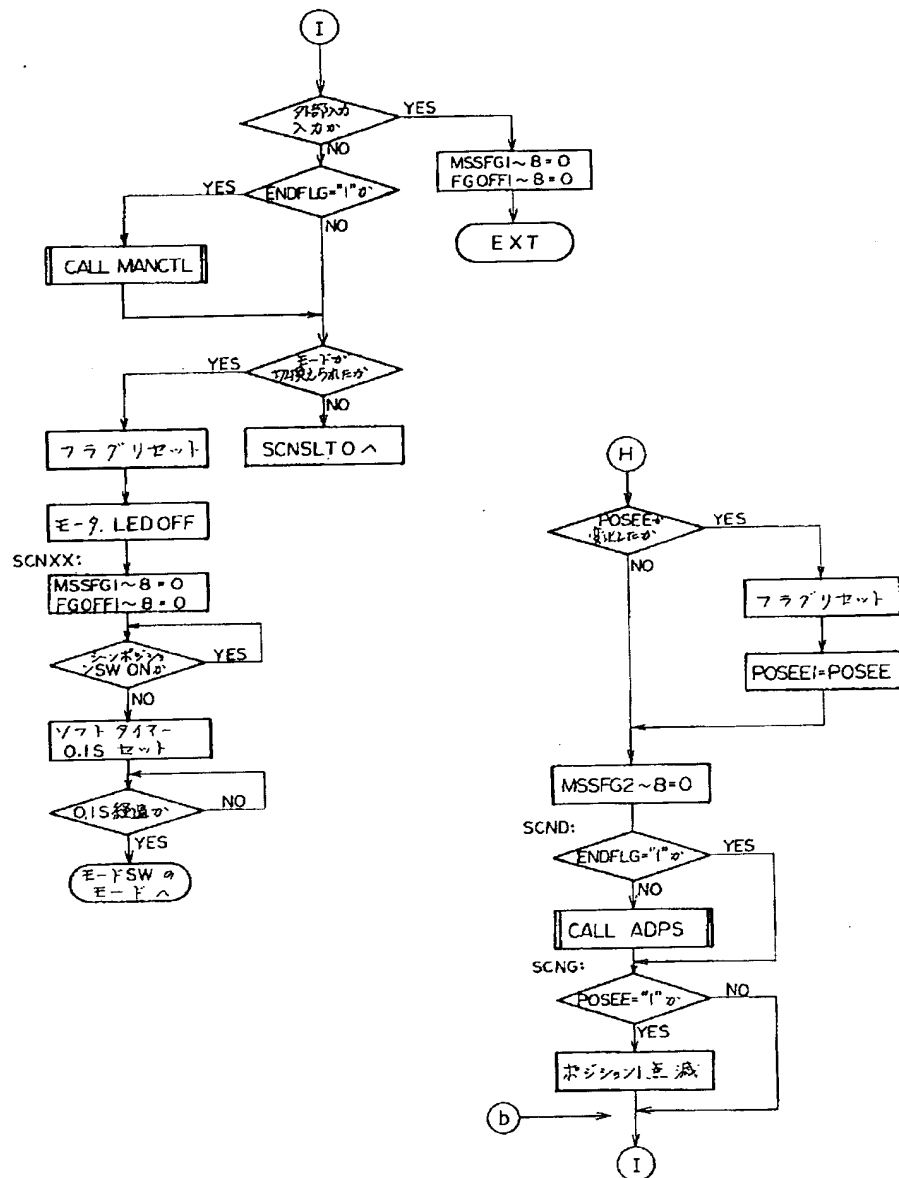 I
外部入力
入力か
YES
NO
MSSFG1~8=0
FGOFF1~8=0
EXT
YES
ENDFLG="1"か
NO
CALL MANCTL
YES
モードが
切換えられたか
NO
フラグリセット
SCNSLT0へ
モータ. LED OFF
SCNXX:
MSSFG1~8=0
FGOFF1~8=0
シーンポジショ
ンSW ONか
YES
NO
ソフトタイマー
0.1S セット
0.1S経過か
NO
YES
モードSWの
モードへ
H
POSEEが
変化したか
YES
NO
フラグリセット
POSEE1=POSEE
MSSFG2~8=0
SCND:
ENDFLG="1"か
YES
NO
CALL ADPS
SCNG:
POSEE="1"か
NO
YES
ポジション1点滅
b
I